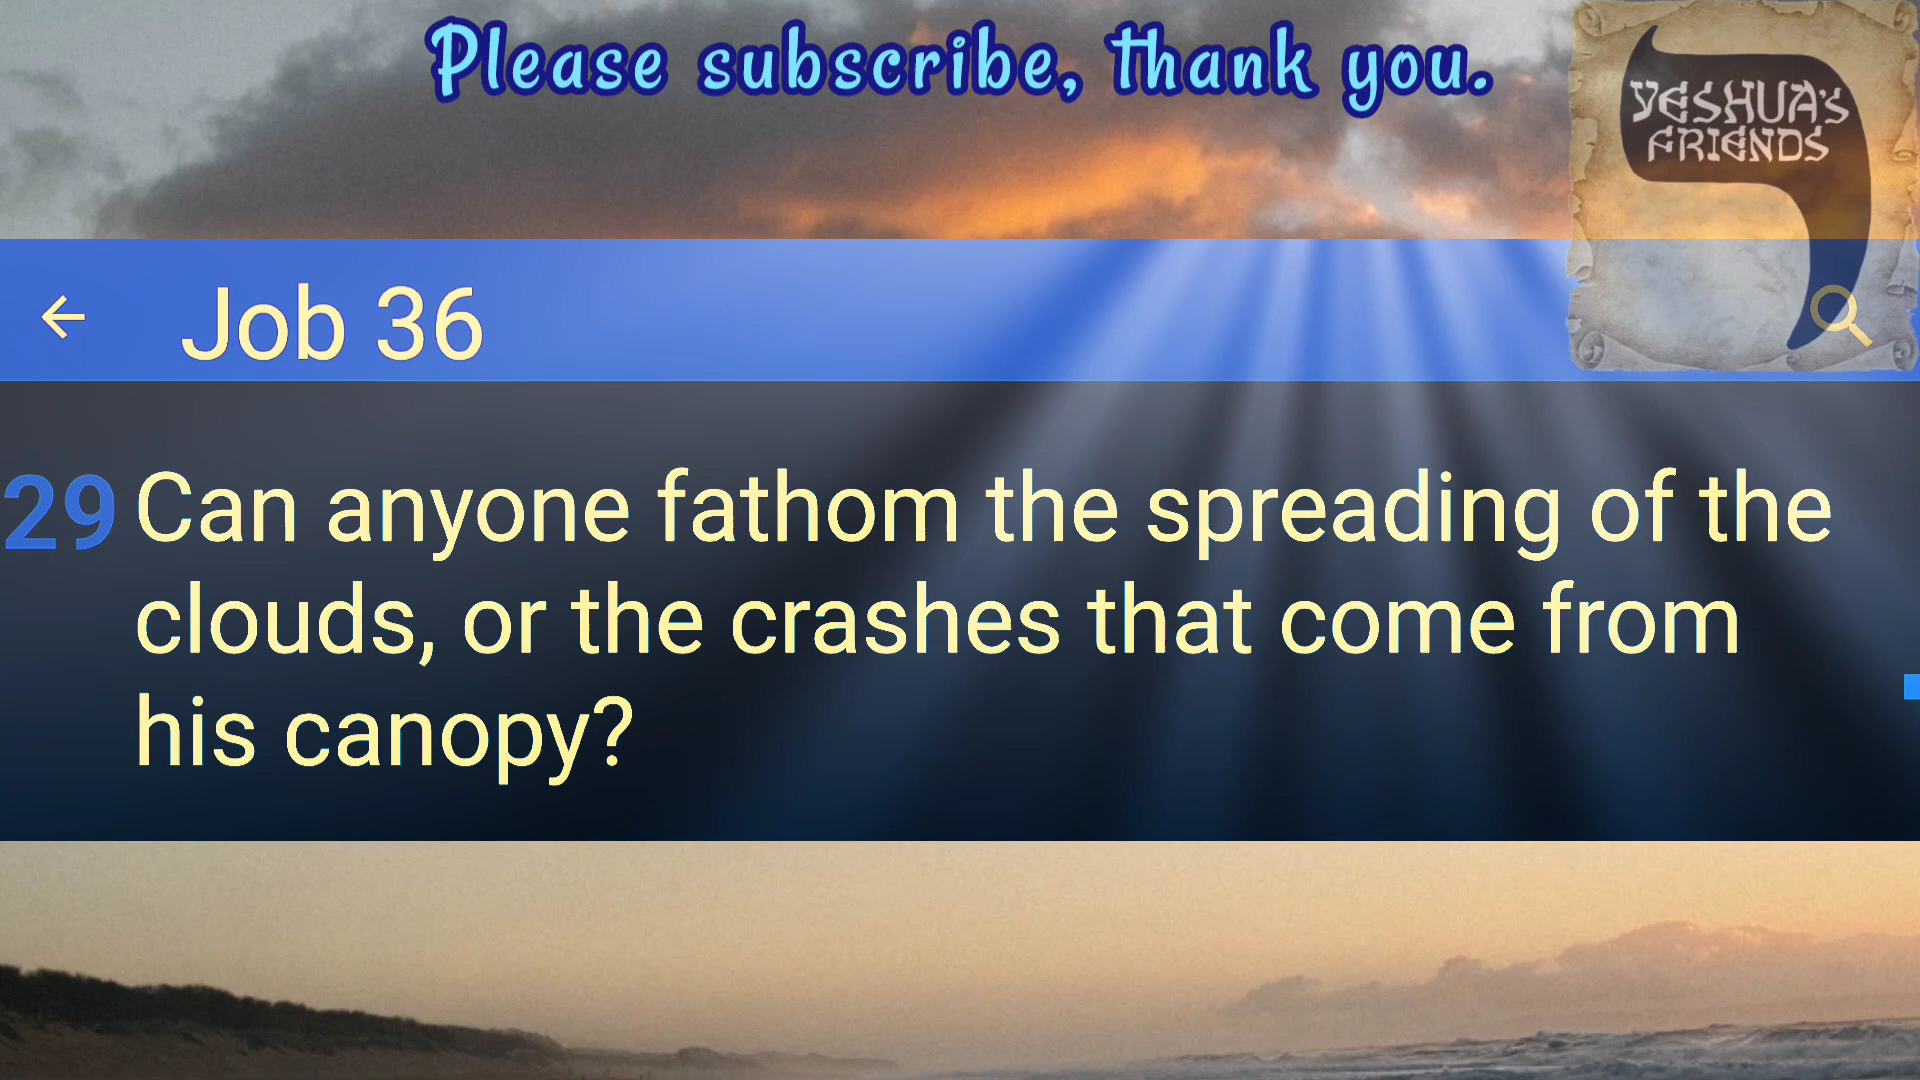 Please subscribe, thank you.
YESHUA'S
FRIENDS
Job 36
29 Can anyone fathom the spreading of the
clouds, or the crashes that come from
his canopy?